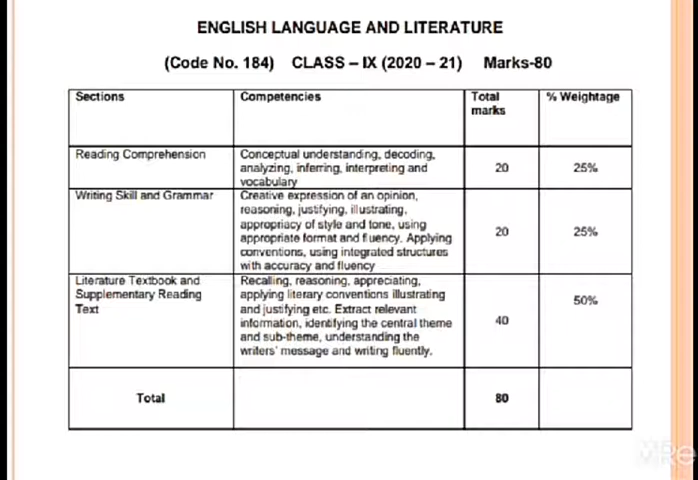 ENGLISH LANGUAGE AND LITERATURE
(Code No. 184) CLASS – IX (2020 – 21) Marks-80
Sections Competencies Total marks % Weightage
Reading Comprehension
Conceptual understanding, decoding,
analyzing, inferring, interpreting and
vocabulary
20 25%
Writing Skill and Grammar
Creative expression of an opinion,
reasoning, justifying, illustrating,
appropriacy of style and tone, using
appropriate format and fluency. Applying
conventions, using integrated structures
with accuracy and fluency
20 25%
Literature Textbook and
Supplementary Reading
Text
Recalling, reasoning, appreciating,
applying literary conventions illustrating
and justifying etc. Extract relevant
information, identifying the central theme
and sub-theme, understanding the
writers' message and writing fluently.
40 50%
Total 80